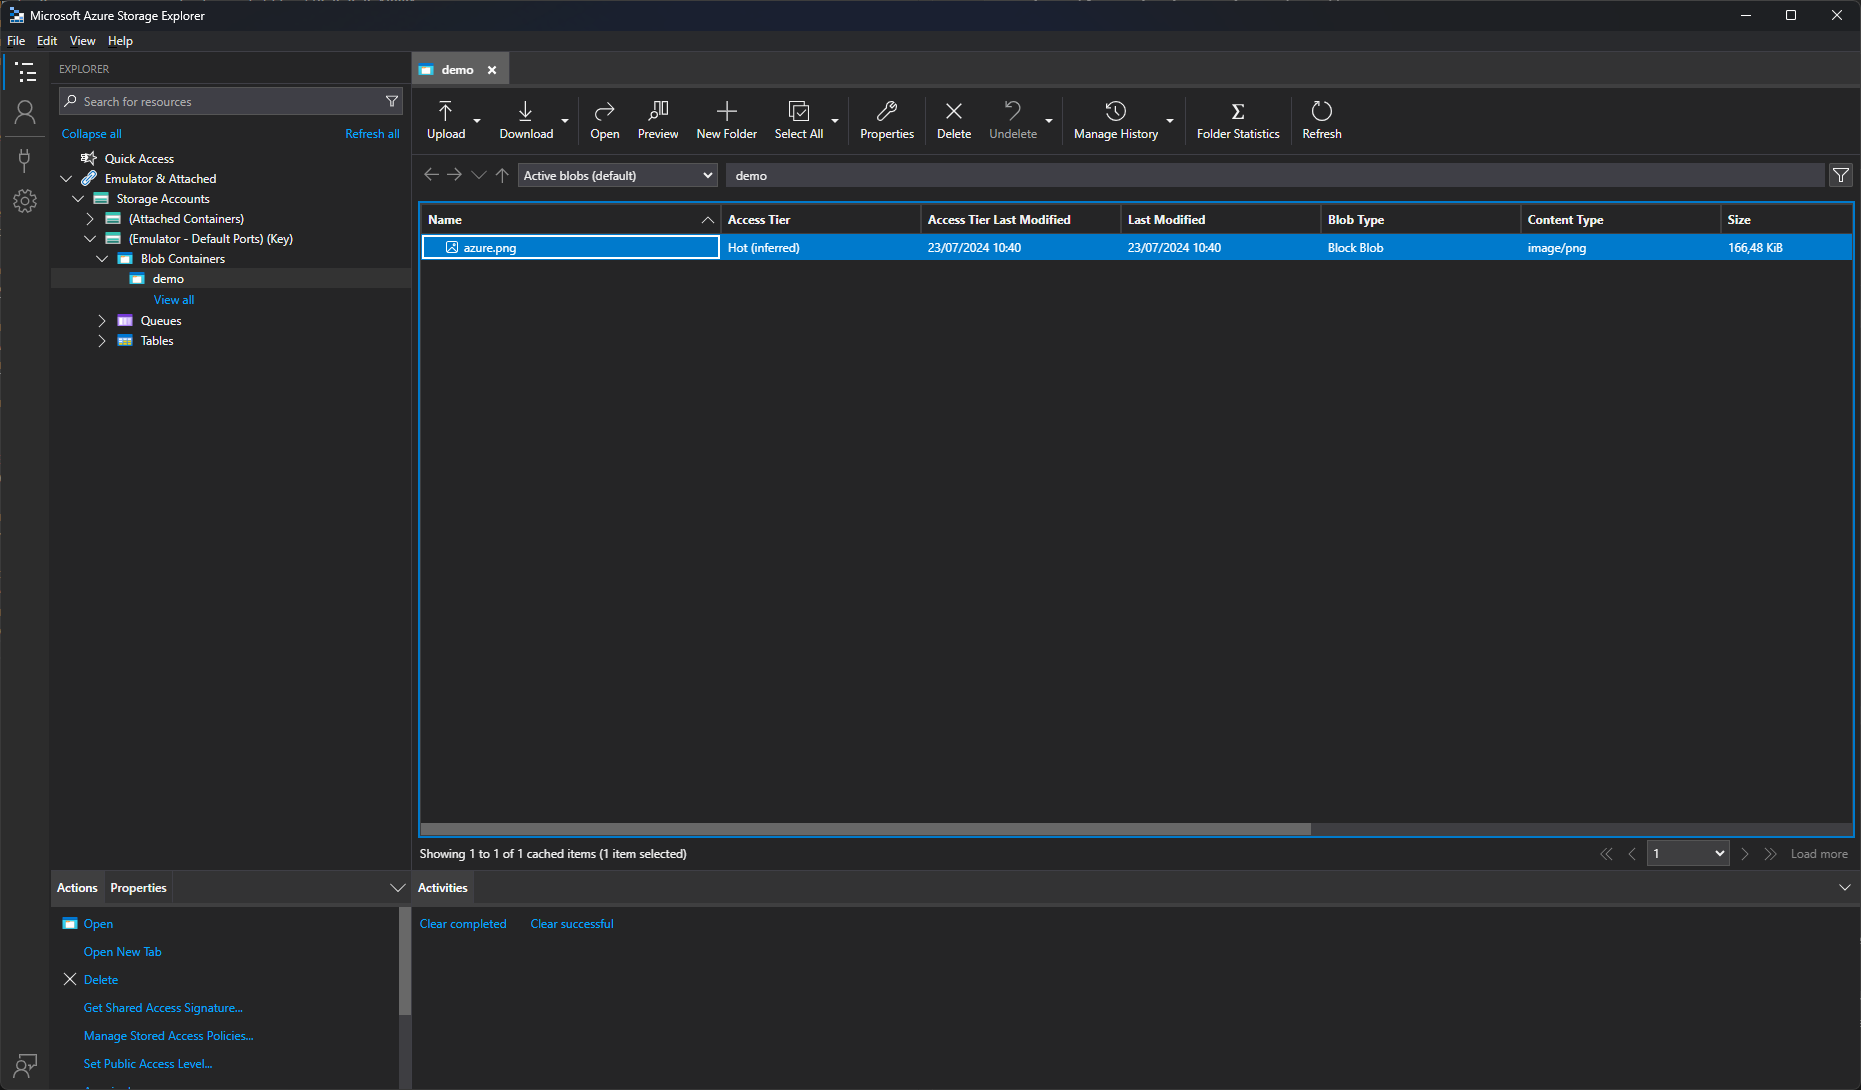 Microsoft Azure Storage Explorer
File Edit View Help
EXPLORER
Search for resources
Collapse all Refresh all
Quick Access
Emulator & Attached
Storage Accounts
(Attached Containers)
(Emulator - Default Ports) (Key)
Blob Containers
demo
View all
Queues
Tables
demo
Upload Download Open Preview New Folder Select All Properties Delete Undelete Manage History Folder Statistics Refresh
Active blobs (default) demo
Name Access Tier Access Tier Last Modified Last Modified Blob Type Content Type Size
azure.png Hot (inferred) 23/07/2024 10:40 23/07/2024 10:40 Block Blob image/png 166,48 KiB
Showing 1 to 1 of 1 cached items (1 item selected) 1 Load more
Actions Properties
Open
Open New Tab
Delete
Get Shared Access Signature...
Manage Stored Access Policies...
Set Public Access Level...
Activities
Clear completed Clear successful